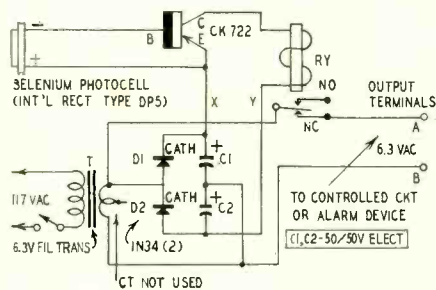 C
B
E
CK 722
RY
SELENIUM PHOTOCELL
(INT'L RECT TYPE DP5)
X
Y
NO
NC
OUTPUT
TERMINALS
A
6.3 VAC
B
T
D1
CATH
C1
117 VAC
D2
CATH
C2
TO CONTROLLED CKT
OR ALARM DEVICE
6.3V FIL TRANS
IN34 (2)
C1,C2-50/50V ELECT
CT NOT USED